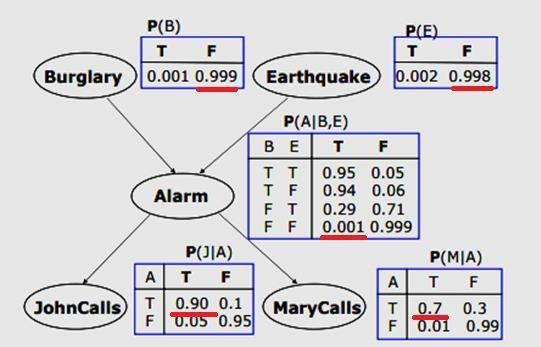 P(B)
T F
0.001 0.999
Burglary
P(E)
T F
0.002 0.998
Earthquake
P(A|B,E)
B E T F
T T 0.95 0.05
T F 0.94 0.06
F T 0.29 0.71
F F 0.001 0.999
Alarm
P(J|A)
A T F
T 0.90 0.1
F 0.05 0.95
JohnCalls
P(M|A)
A T F
T 0.7 0.3
F 0.01 0.99
MaryCalls